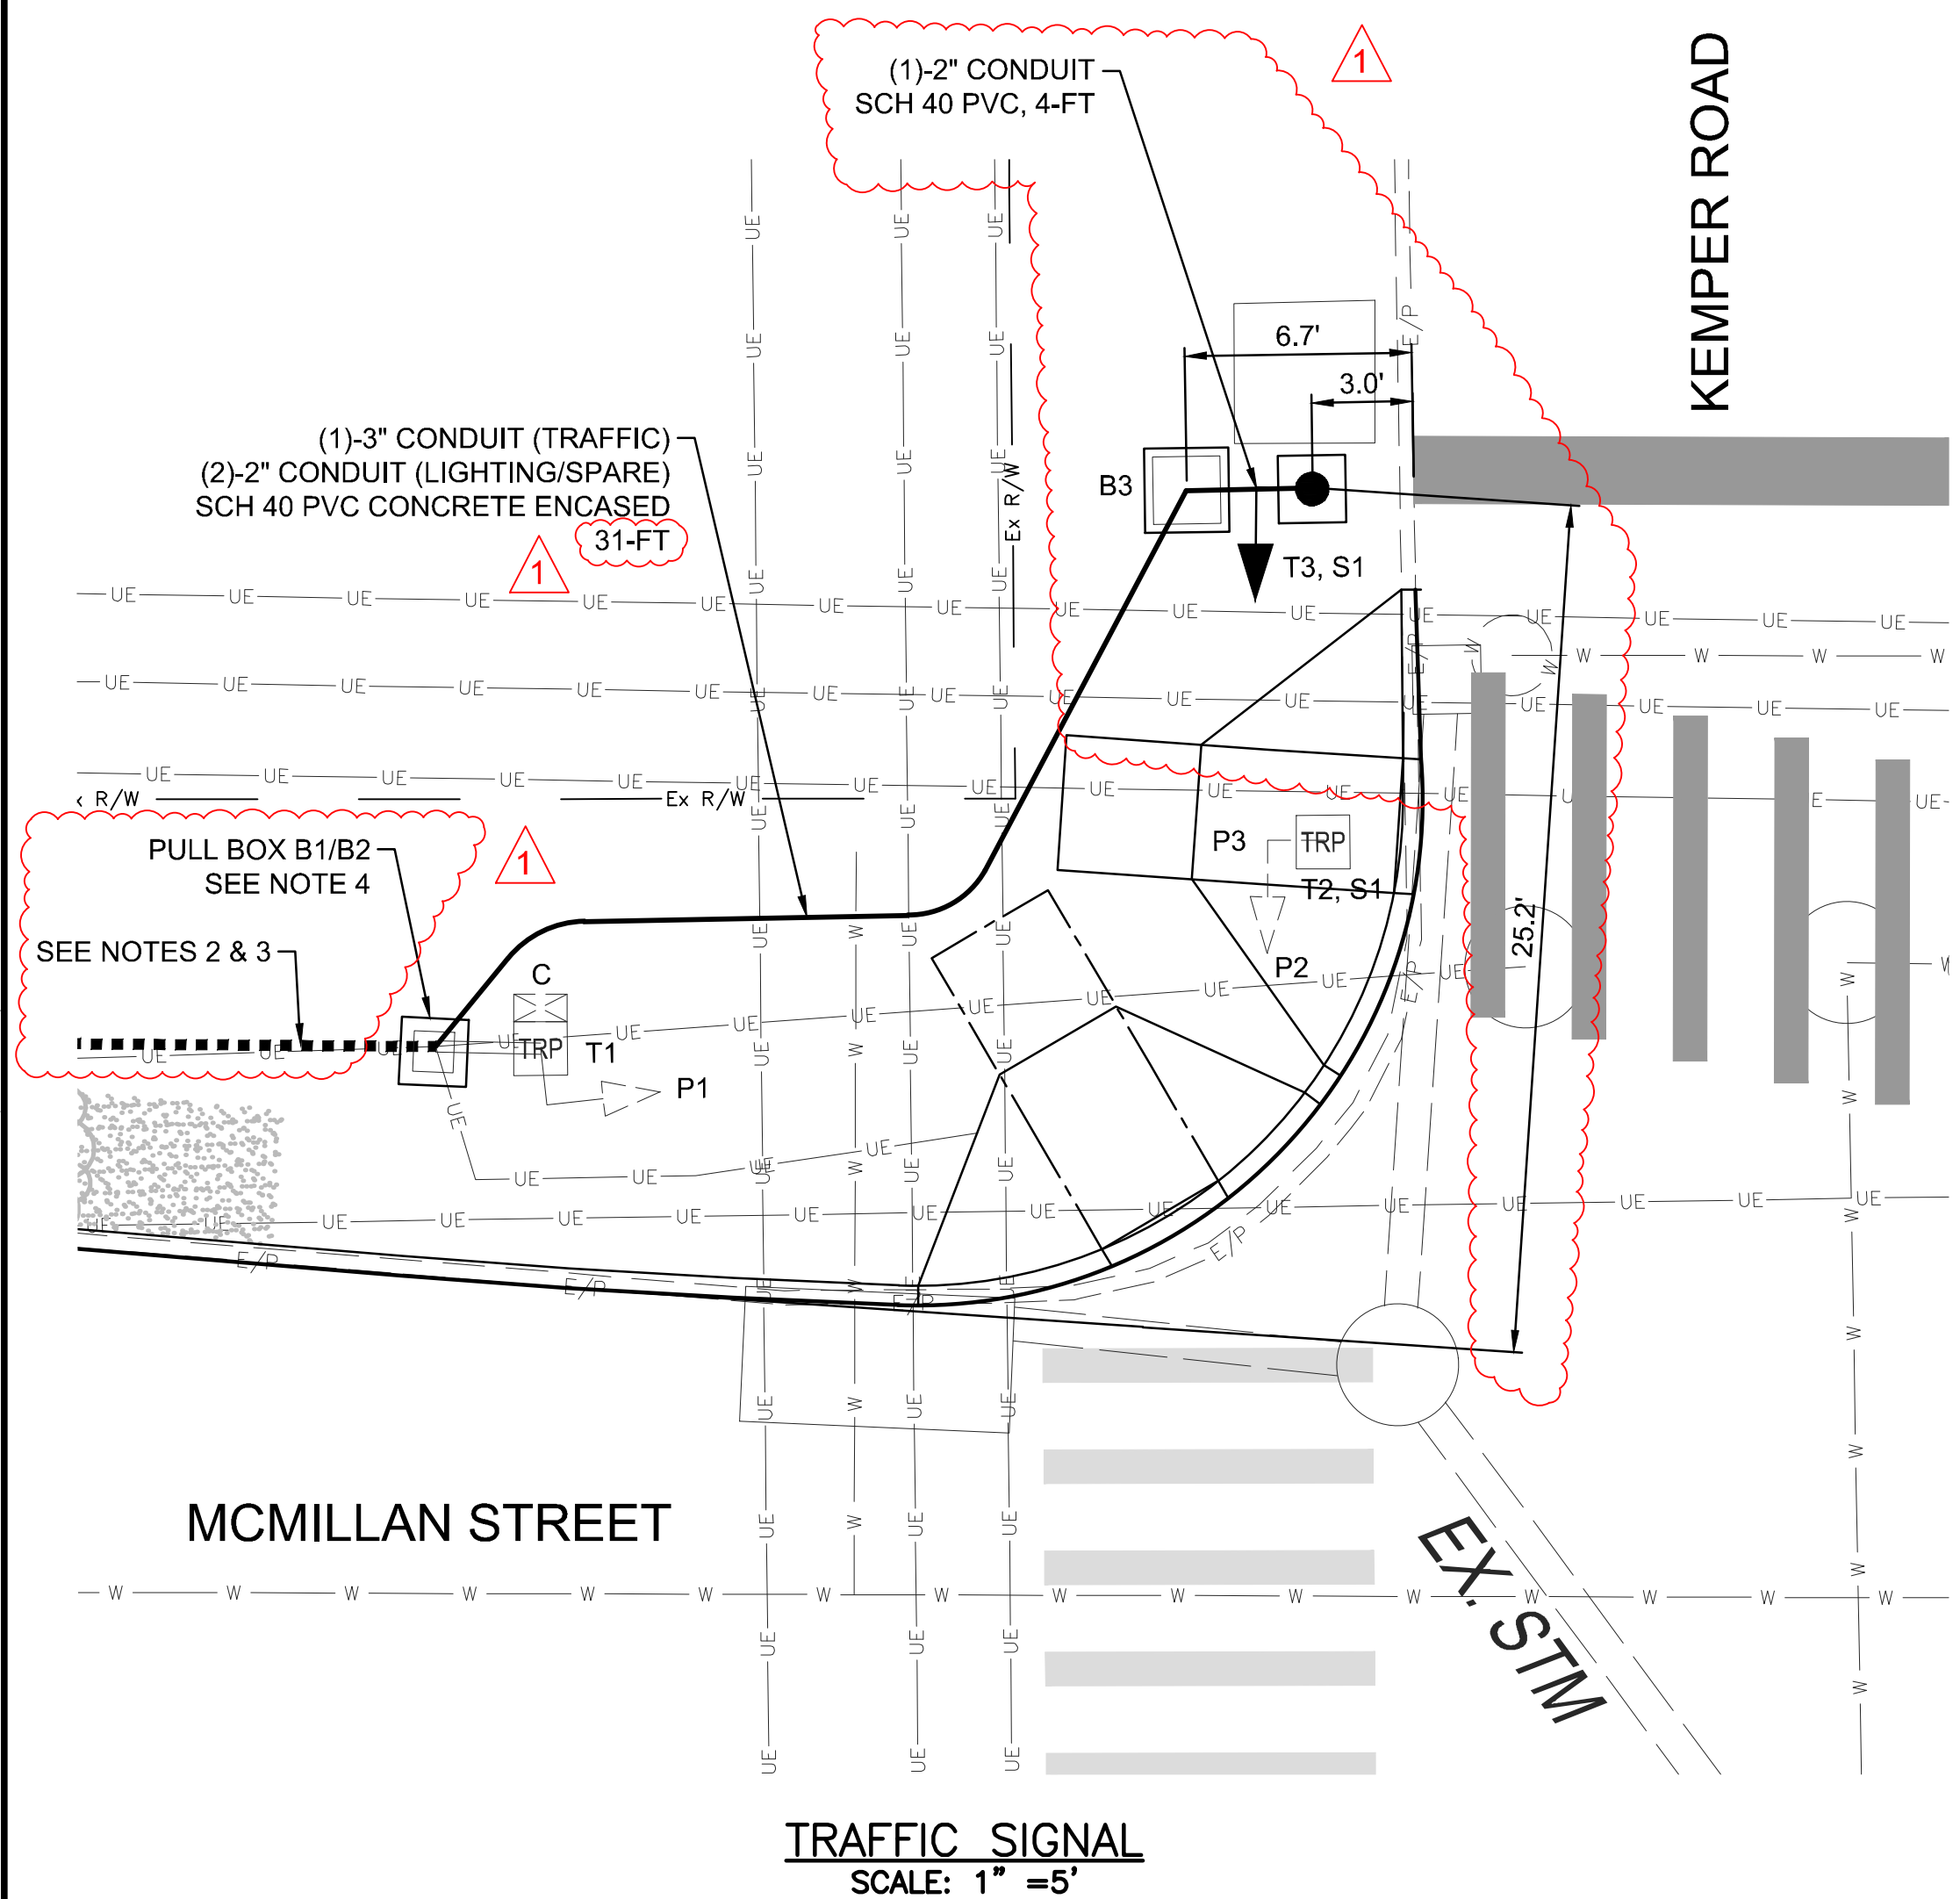 (1)-2" CONDUIT
SCH 40 PVC, 4-FT
1
KEMPER ROAD
6.7'
3.0'
E/P
(1)-3" CONDUIT (TRAFFIC)
(2)-2" CONDUIT (LIGHTING/SPARE)
SCH 40 PVC CONCRETE ENCASED
31-FT
1
B3
Ex R/W
T3, S1
UE
W
E/P
Ex R/W
R/W
PULL BOX B1/B2
SEE NOTE 4
1
P3
TRP
T2, S1
P2
25.2'
SEE NOTES 2 & 3
C
TRP
T1
P1
E/P
E/P
E/P
E/P
E/P
MCMILLAN STREET
EX. STM
TRAFFIC SIGNAL
SCALE: 1" =5'